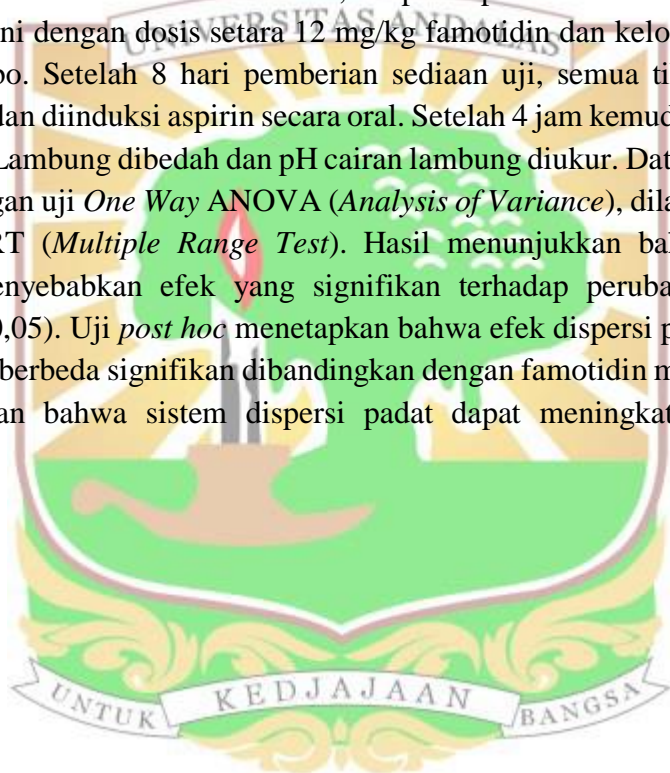 ni dengan dosis setara 12 mg/kg famotidin dan kelo
UNIVERSITAS ANDALAS
bo. Setelah 8 hari pemberian sediaan uji, semua ti
dan diinduksi aspirin secara oral. Setelah 4 jam kemud
Lambung dibedah dan pH cairan lambung diukur. Dat
gan uji One Way ANOVA (Analysis of Variance), dila
RT (Multiple Range Test). Hasil menunjukkan bal
enyebabkan efek yang signifikan terhadap peruba
0,05). Uji post hoc menetapkan bahwa efek dispersi p
berbeda signifikan dibandingkan dengan famotidin m
an bahwa sistem dispersi padat dapat meningkat
UNTUK KEDJAJAAN BANGSA